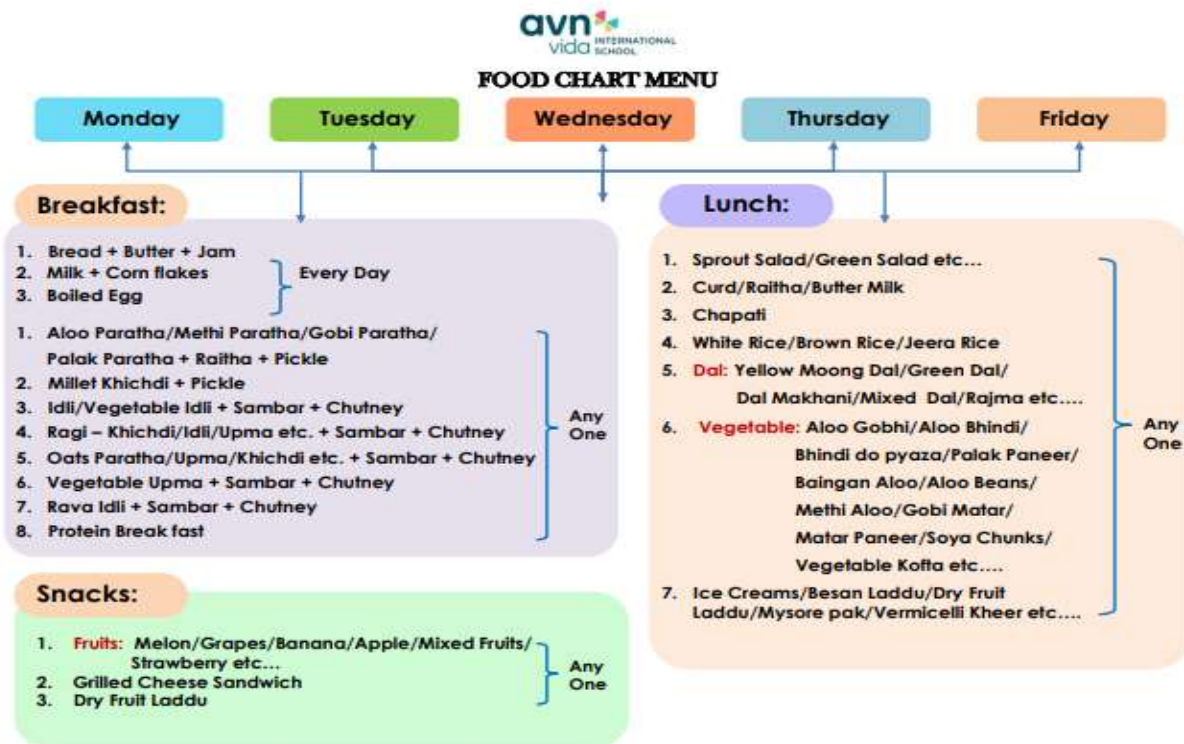 avn
vida INTERNATIONAL
SCHOOL
FOOD CHART MENU
Monday
Tuesday
Wednesday
Thursday
Friday
Breakfast:
1. Bread + Butter + Jam
2. Milk + Corn flakes
3. Boiled Egg
Every Day
1. Aloo Paratha/Methi Paratha/Gobi Paratha/
Palak Paratha + Raitha + Pickle
2. Millet Khichdi + Pickle
3. Idli/Vegetable Idli + Sambar + Chutney
4. Ragi – Khichdi/Idli/Upma etc. + Sambar + Chutney
5. Oats Paratha/Upma/Khichdi etc. + Sambar + Chutney
6. Vegetable Upma + Sambar + Chutney
7. Rava Idli + Sambar + Chutney
8. Protein Break fast
Any
One
Snacks:
1. Fruits: Melon/Grapes/Banana/Apple/Mixed Fruits/
Strawberry etc...
2. Grilled Cheese Sandwich
3. Dry Fruit Laddu
Any
One
Lunch:
1. Sprout Salad/Green Salad etc...
2. Curd/Raitha/Butter Milk
3. Chapati
4. White Rice/Brown Rice/Jeera Rice
5. Dal: Yellow Moong Dal/Green Dal/
Dal Makhani/Mixed Dal/Rajma etc....
6. Vegetable: Aloo Gobhi/Aloo Bhindi/
Bhindi do pyaza/Palak Paneer/
Baingan Aloo/Aloo Beans/
Methi Aloo/Gobi Matar/
Matar Paneer/Soya Chunks/
Vegetable Kofta etc....
7. Ice Creams/Besan Laddu/Dry Fruit
Laddu/Mysore pak/Vermicelli Kheer etc....
Any
One